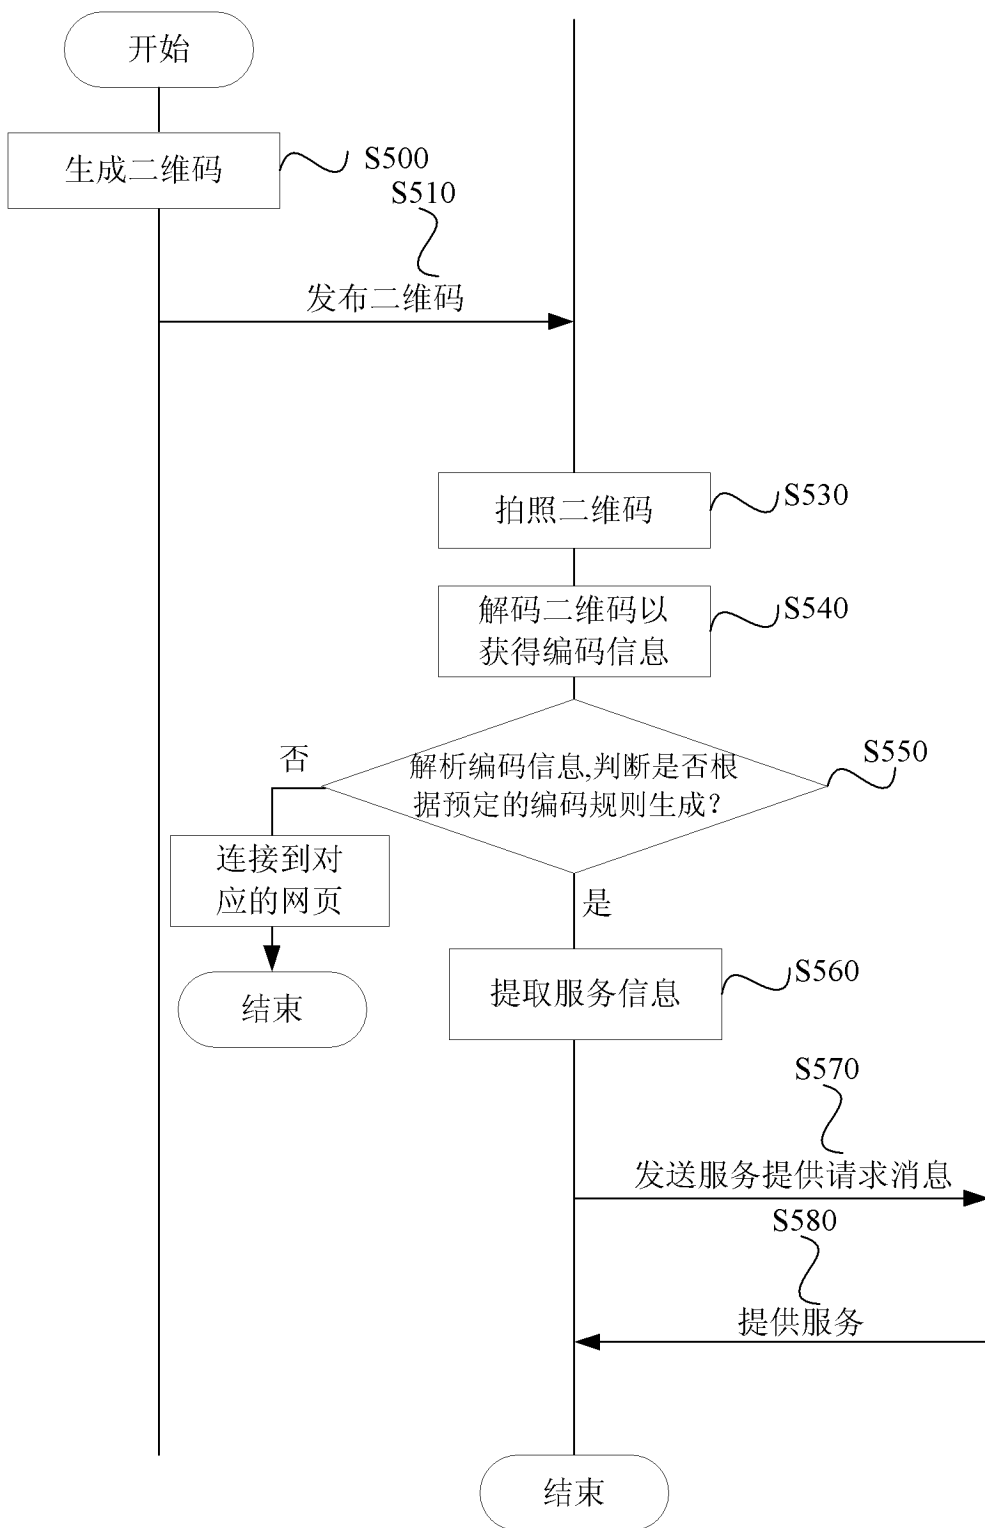 开始
生成二维码
S500
S510
发布二维码
拍照二维码
S530
解码二维码以
获得编码信息
S540
否
解析编码信息,判断是否根
据预定的编码规则生成？
S550
连接到对
应的网页
是
提取服务信息
S560
结束
S570
发送服务提供请求消息
S580
提供服务
结束